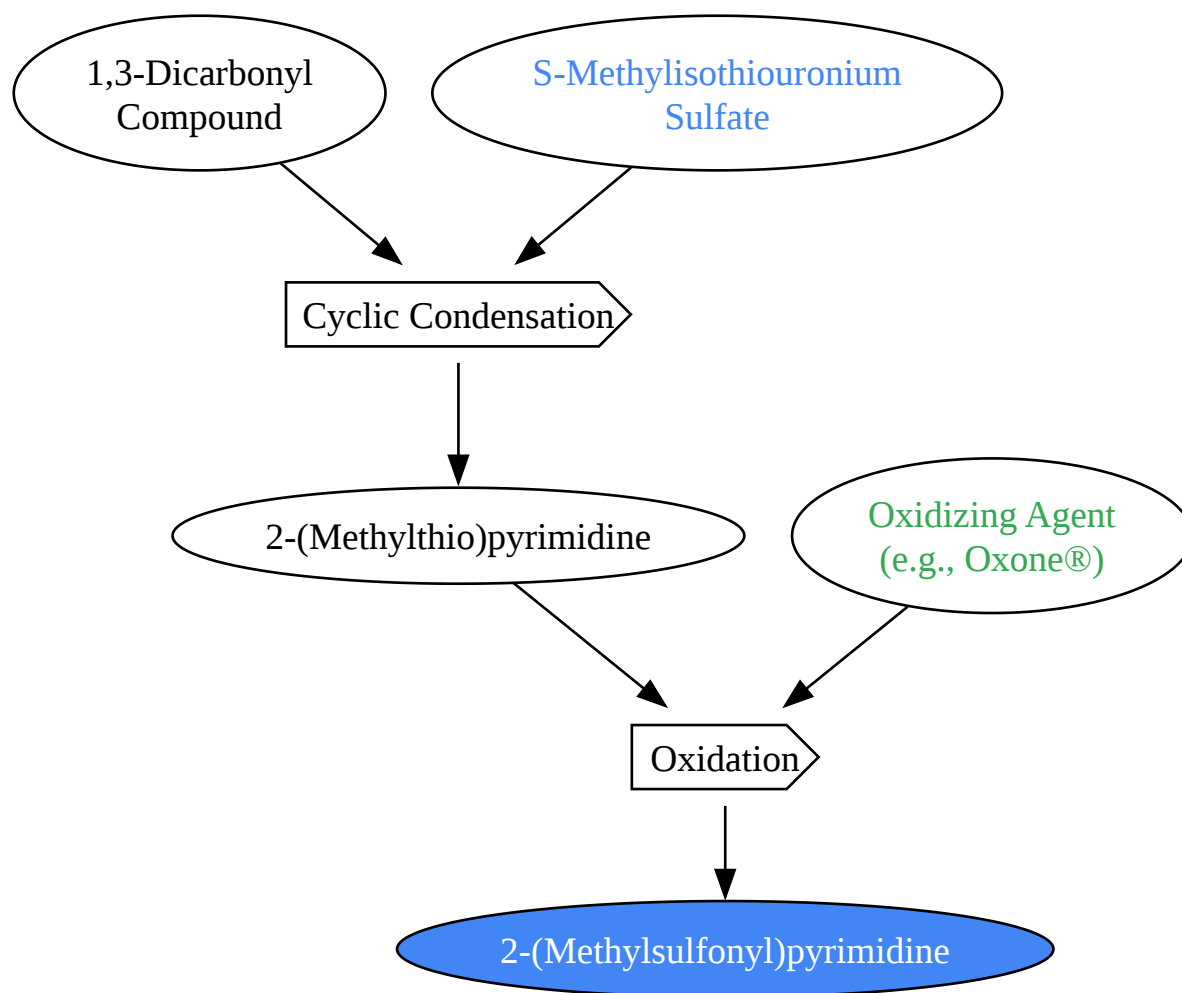 1,3-Dicarbonyl
Compound
S-Methylisothiouronium
Sulfate
Cyclic Condensation
2-(Methylthio)pyrimidine
Oxidizing Agent
(e.g., Oxone®)
Oxidation
2-(Methylsulfonyl)pyrimidine